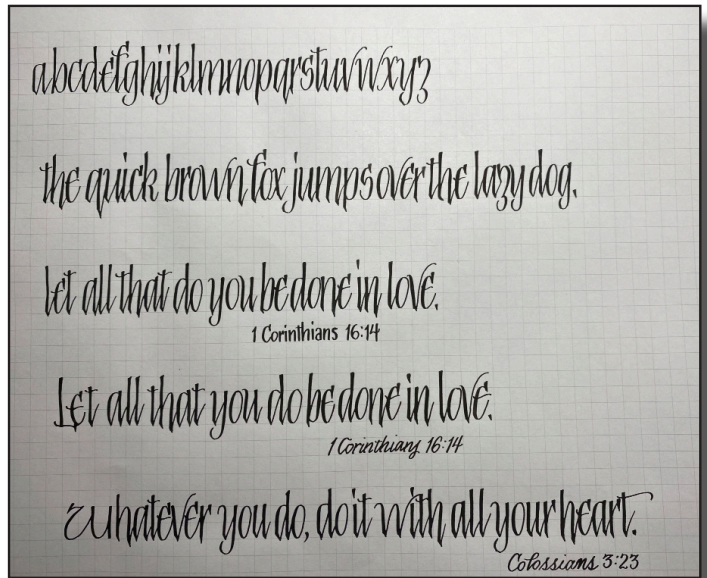 abcdefghijklmnopqrstuvwxyz
the quick brown fox jumps over the lazy dog.
let all that do you be done in love.
1 Corinthians 16:14
Let all that you do be done in love.
1 Corinthians 16:14
Whatever you do, do it with all your heart.
Colossians 3:23